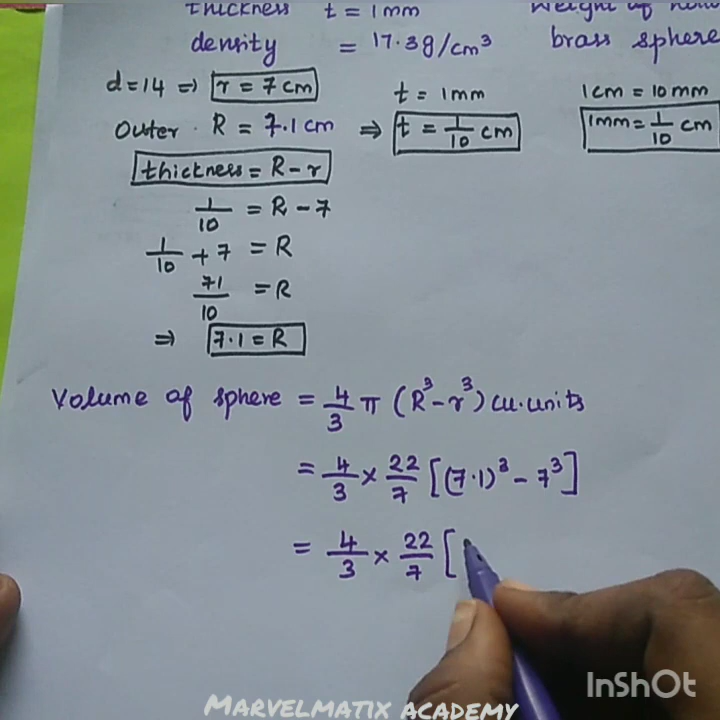 thickness t = 1mm Weight of
density = 17.3g/cm³ brass sphere
d=14 ⇒ r = 7cm t = 1mm 1cm = 10mm
Outer R = 7.1cm ⇒ t = 1/10 cm 1mm = 1/10 cm
thickness = R-r
1/10 = R-7
1/10 + 7 = R
71/10 = R
⇒ 7.1 = R
Volume of sphere = 4/3 π (R³-r³) cu.units
= 4/3 × 22/7 [(7.1)³ - 7³]
= 4/3 × 22/7 [
InShOt
MARVELMATIX ACADEMY